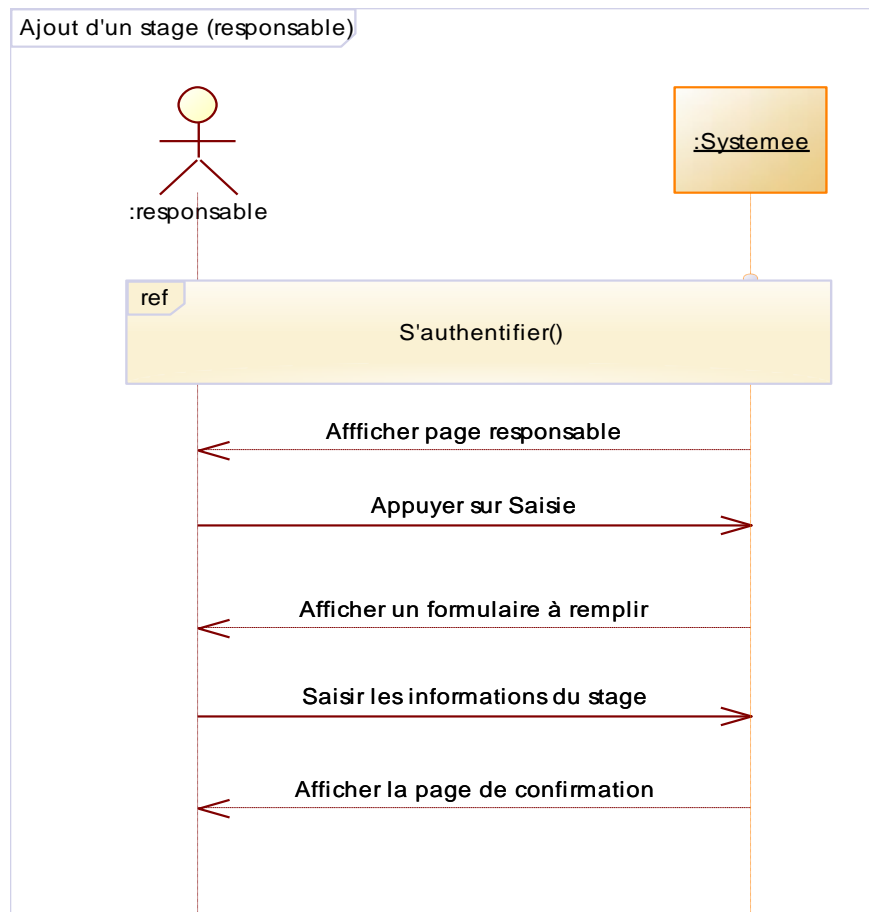 Ajout d'un stage (responsable)
:Systemee
:responsable
ref
S'authentifier()
Affficher page responsable
Appuyer sur Saisie
Afficher un formulaire à remplir
Saisir les informations du stage
Afficher la page de confirmation